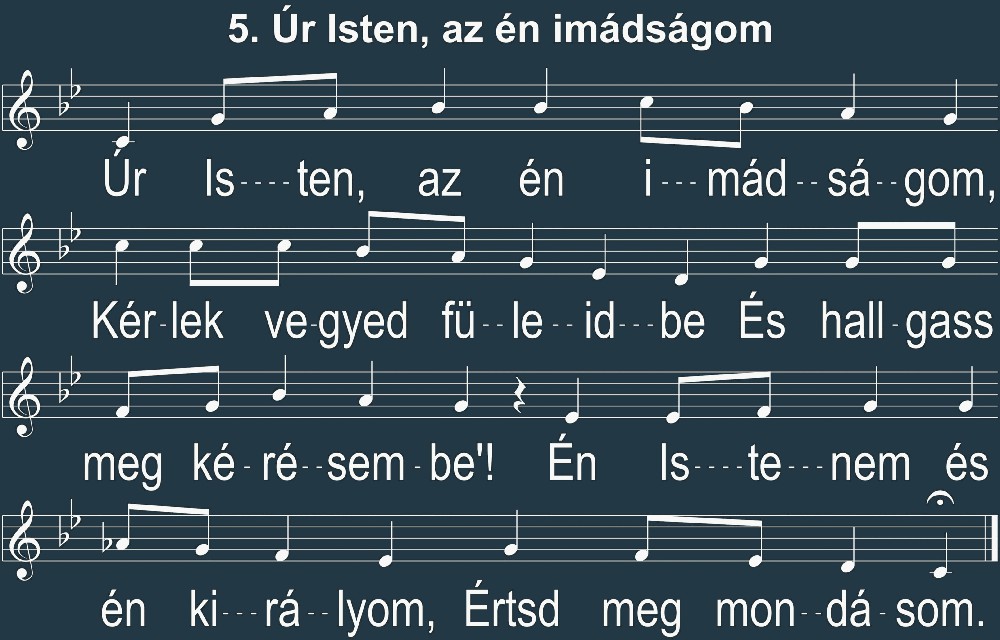 5. Úr Isten, az én imádságom
Úr Is----ten, az én i---mád--sá--gom,
Kér-lek ve-gyed fü--le--id---be És hall-gass
meg ké-ré--sem-be'! Én Is----te---nem és
én ki---rá--lyom, Értsd meg mon--dá-som.